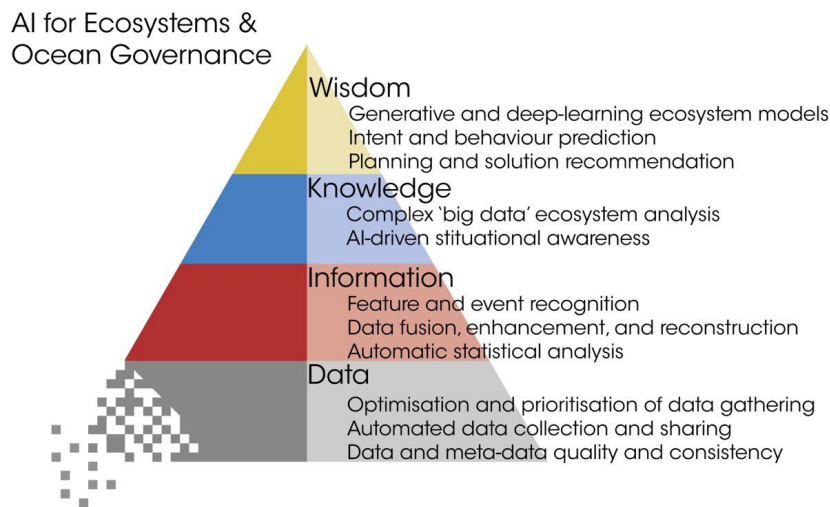 AI for Ecosystems &
Ocean Governance
Wisdom
Generative and deep-learning ecosystem models
Intent and behaviour prediction
Planning and solution recommendation
Knowledge
Complex ‘big data’ ecosystem analysis
AI-driven stituational awareness
Information
Feature and event recognition
Data fusion, enhancement, and reconstruction
Automatic statistical analysis
Data
Optimisation and prioritisation of data gathering
Automated data collection and sharing
Data and meta-data quality and consistency